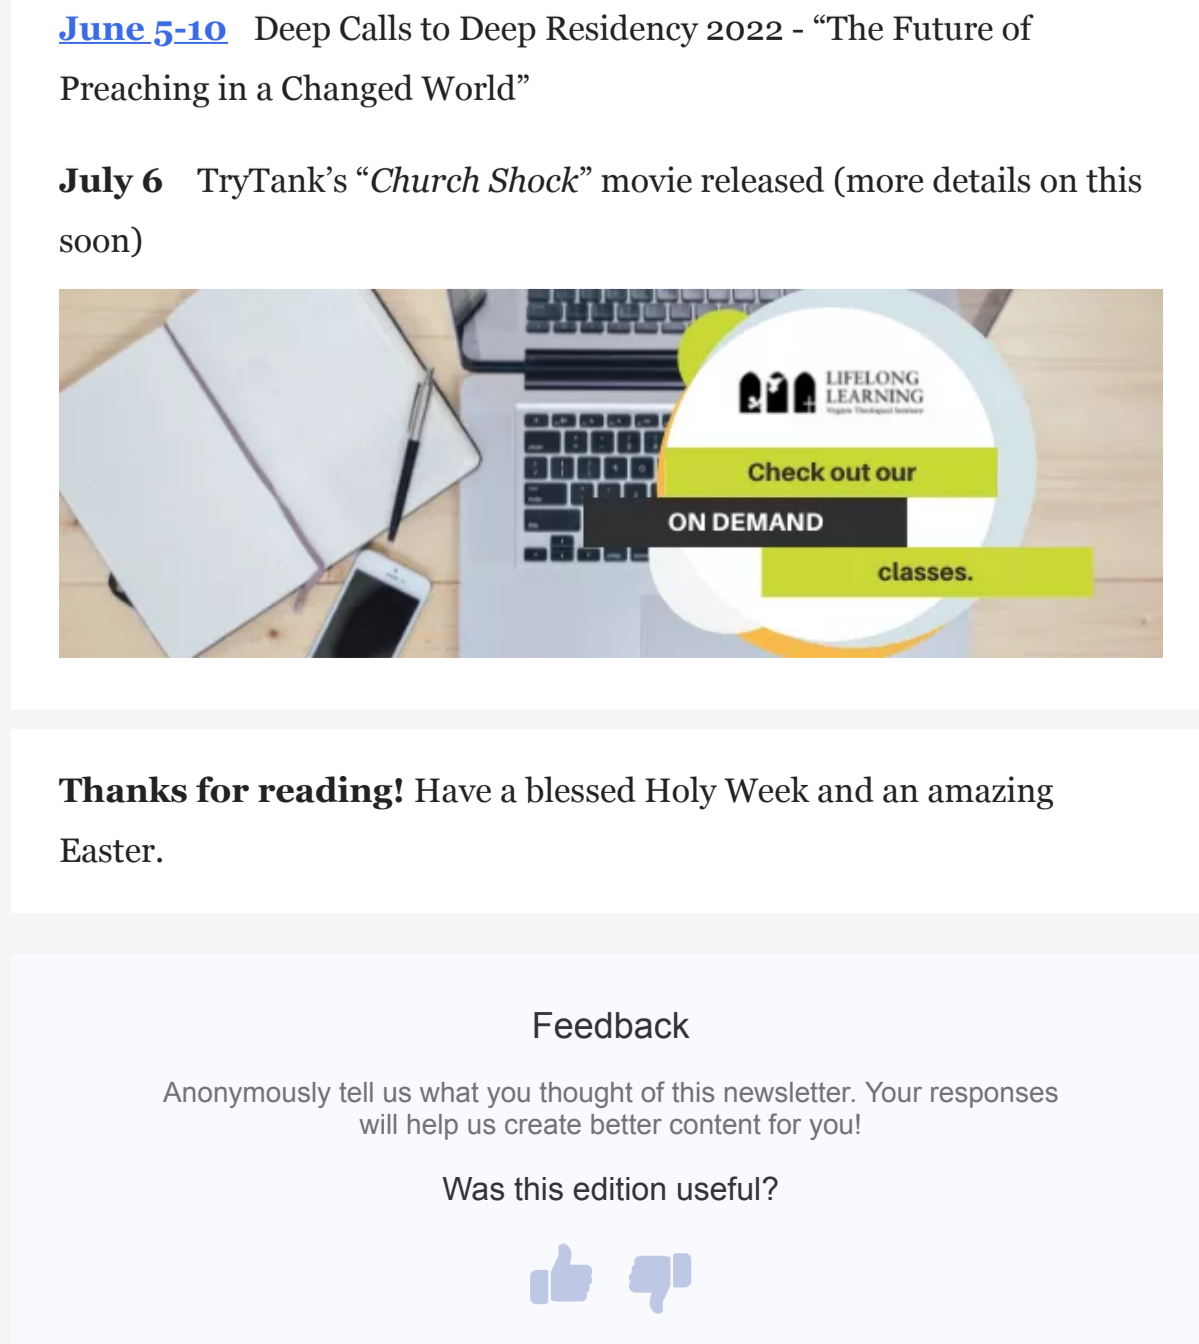 June 5-10 Deep Calls to Deep Residency 2022 - “The Future of
Preaching in a Changed World”
July 6 TryTank’s “Church Shock” movie released (more details on this
soon)
LIFELONG
LEARNING
Virginia Theological Seminary
Check out our
ON DEMAND
classes.
Thanks for reading! Have a blessed Holy Week and an amazing
Easter.
Feedback
Anonymously tell us what you thought of this newsletter. Your responses
will help us create better content for you!
Was this edition useful?